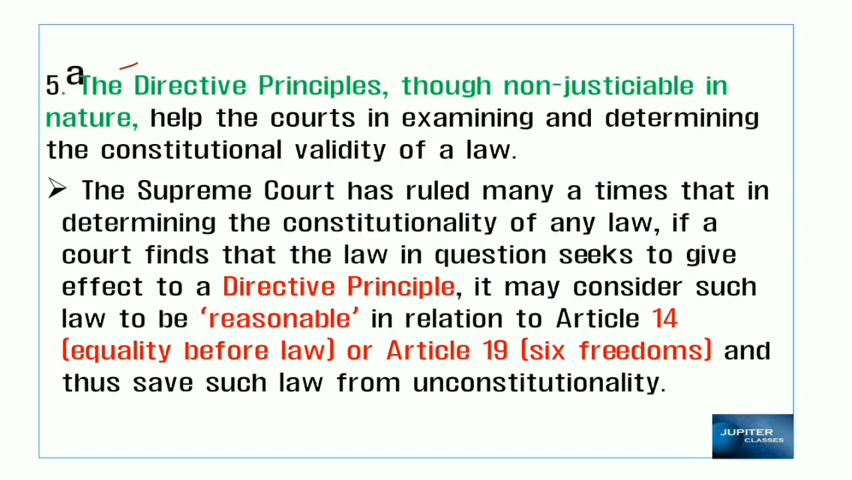 a
5. The Directive Principles, though non-justiciable in
nature, help the courts in examining and determining
the constitutional validity of a law.
➢ The Supreme Court has ruled many a times that in
determining the constitutionality of any law, if a
court finds that the law in question seeks to give
effect to a Directive Principle, it may consider such
law to be ‘reasonable’ in relation to Article 14
(equality before law) or Article 19 (six freedoms) and
thus save such law from unconstitutionality.
JUPITER
CLASSES